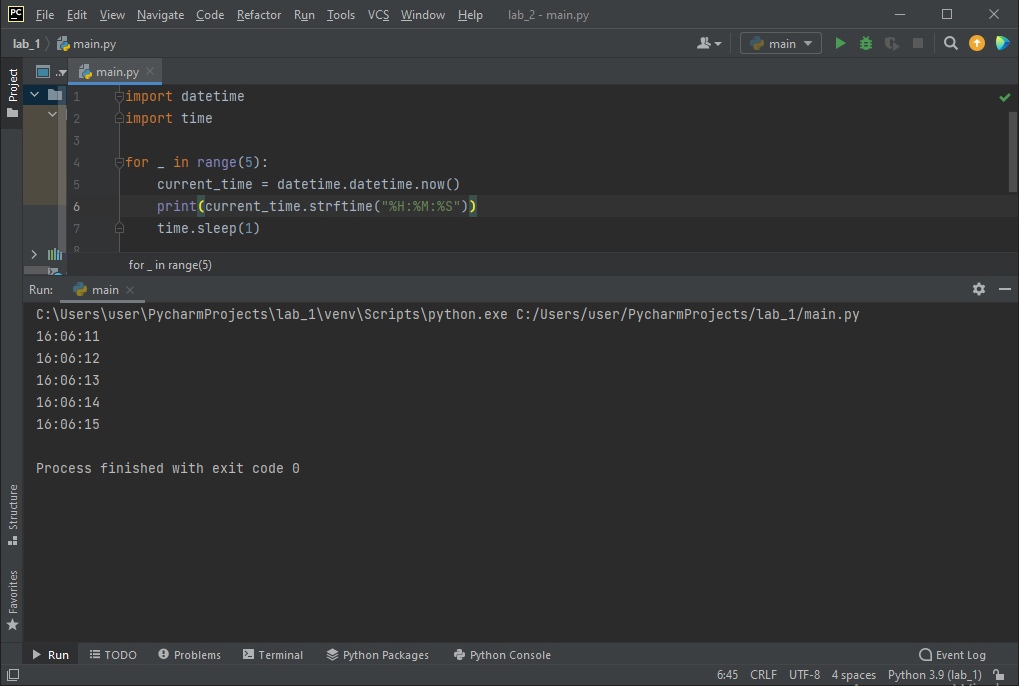 PC File Edit View Navigate Code Refactor Run Tools VCS Window Help lab_2 - main.py
lab_1 main.py main
Project
main.py
1 import datetime
2 import time
3
4 for _ in range(5):
5 current_time = datetime.datetime.now()
6 print(current_time.strftime("%H:%M:%S"))
7 time.sleep(1)
8
for _ in range(5)
Run: main
C:\Users\user\PycharmProjects\lab_1\venv\Scripts\python.exe C:/Users/user/PycharmProjects/lab_1/main.py
16:06:11
16:06:12
16:06:13
16:06:14
16:06:15
Process finished with exit code 0
Structure
Favorites
Run TODO Problems Terminal Python Packages Python Console Event Log
6:45 CRLF UTF-8 4 spaces Python 3.9 (lab_1)